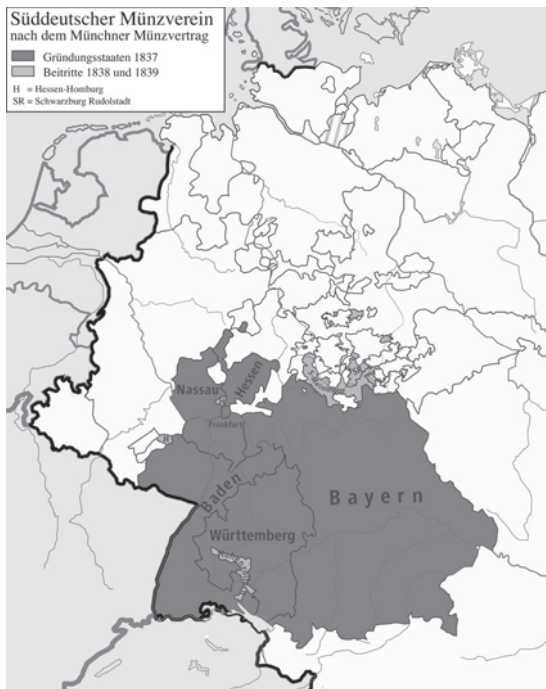 Süddeutscher Münzverein
nach dem Münchner Münzvertrag
Gründungsstaaten 1837
Beitritte 1838 und 1839
H = Hessen-Homburg
SR = Schwarzburg Rudolstadt
Nassau
Hessen
Frankfurt
H
Baden
Bayern
Württemberg